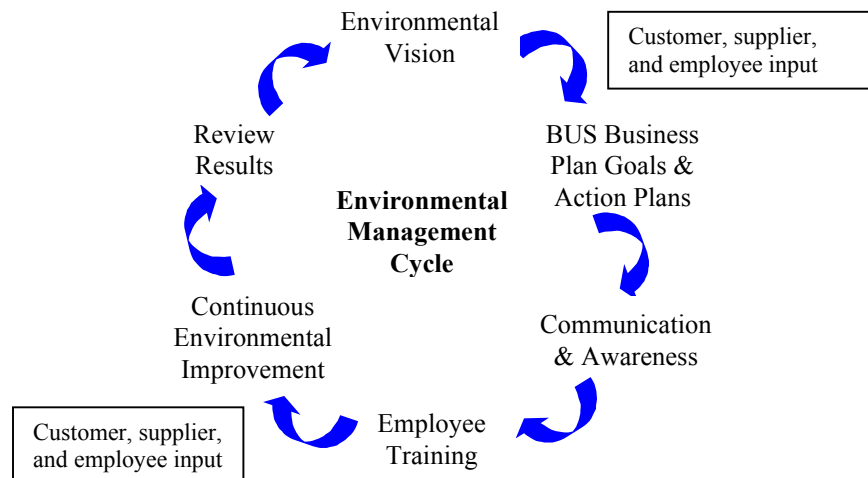 Environmental
Vision
Customer, supplier,
and employee input
BUS Business
Plan Goals &
Action Plans
Communication
& Awareness
Employee
Training
Customer, supplier,
and employee input
Continuous
Environmental
Improvement
Review
Results
Environmental
Management
Cycle